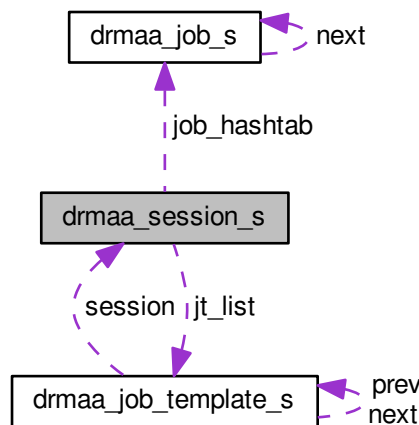 drmaa_job_s
next
job_hashtab
drmaa_session_s
session
jt_list
drmaa_job_template_s
prev
next